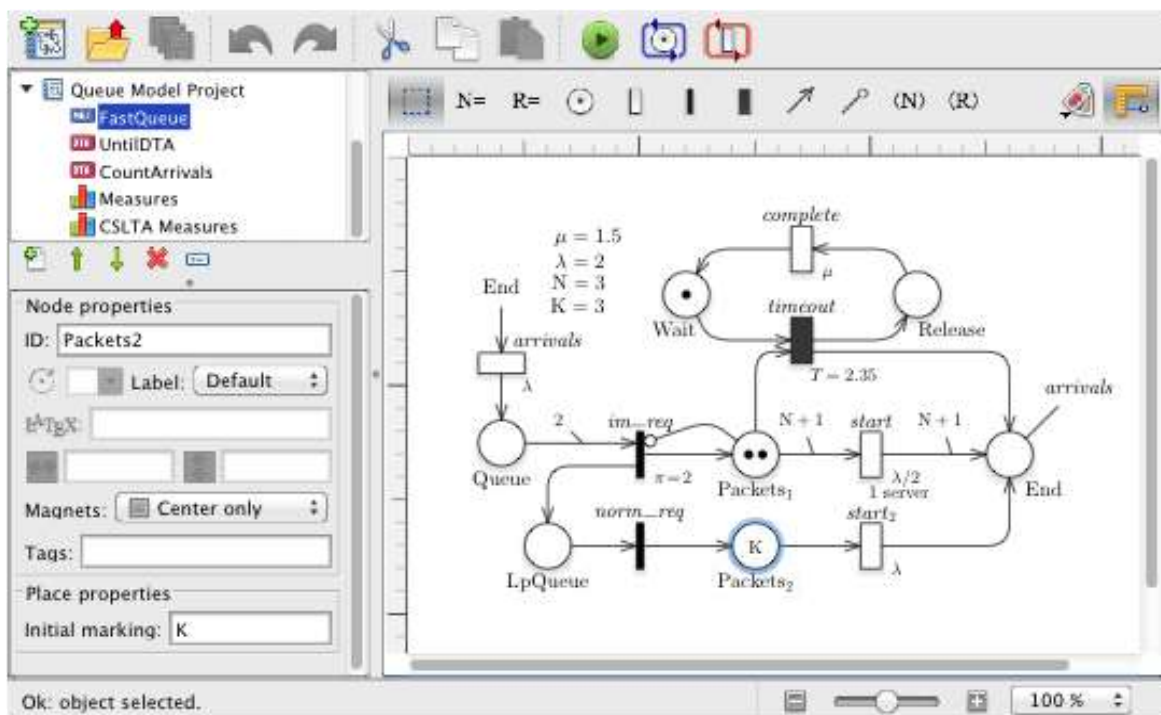 N=
R=
(N)
(R)
Queue Model Project
FastQueue
UntilDTA
CountArrivals
Measures
CSLTA Measures
Node properties
ID: Packets2
Label: Default
LATEX:
Magnets: Center only
Tags:
Place properties
Initial marking: K
μ = 1.5
λ = 2
N = 3
K = 3
complete
μ
Wait
timeout
Release
T = 2.35
End
arrivals
λ
arrivals
2
im_req
N + 1
start
N + 1
Queue
π = 2
Packets₁
λ/2
1 server
End
norm_req
start₂
K
LpQueue
Packets₂
λ
Ok: object selected.
100 %